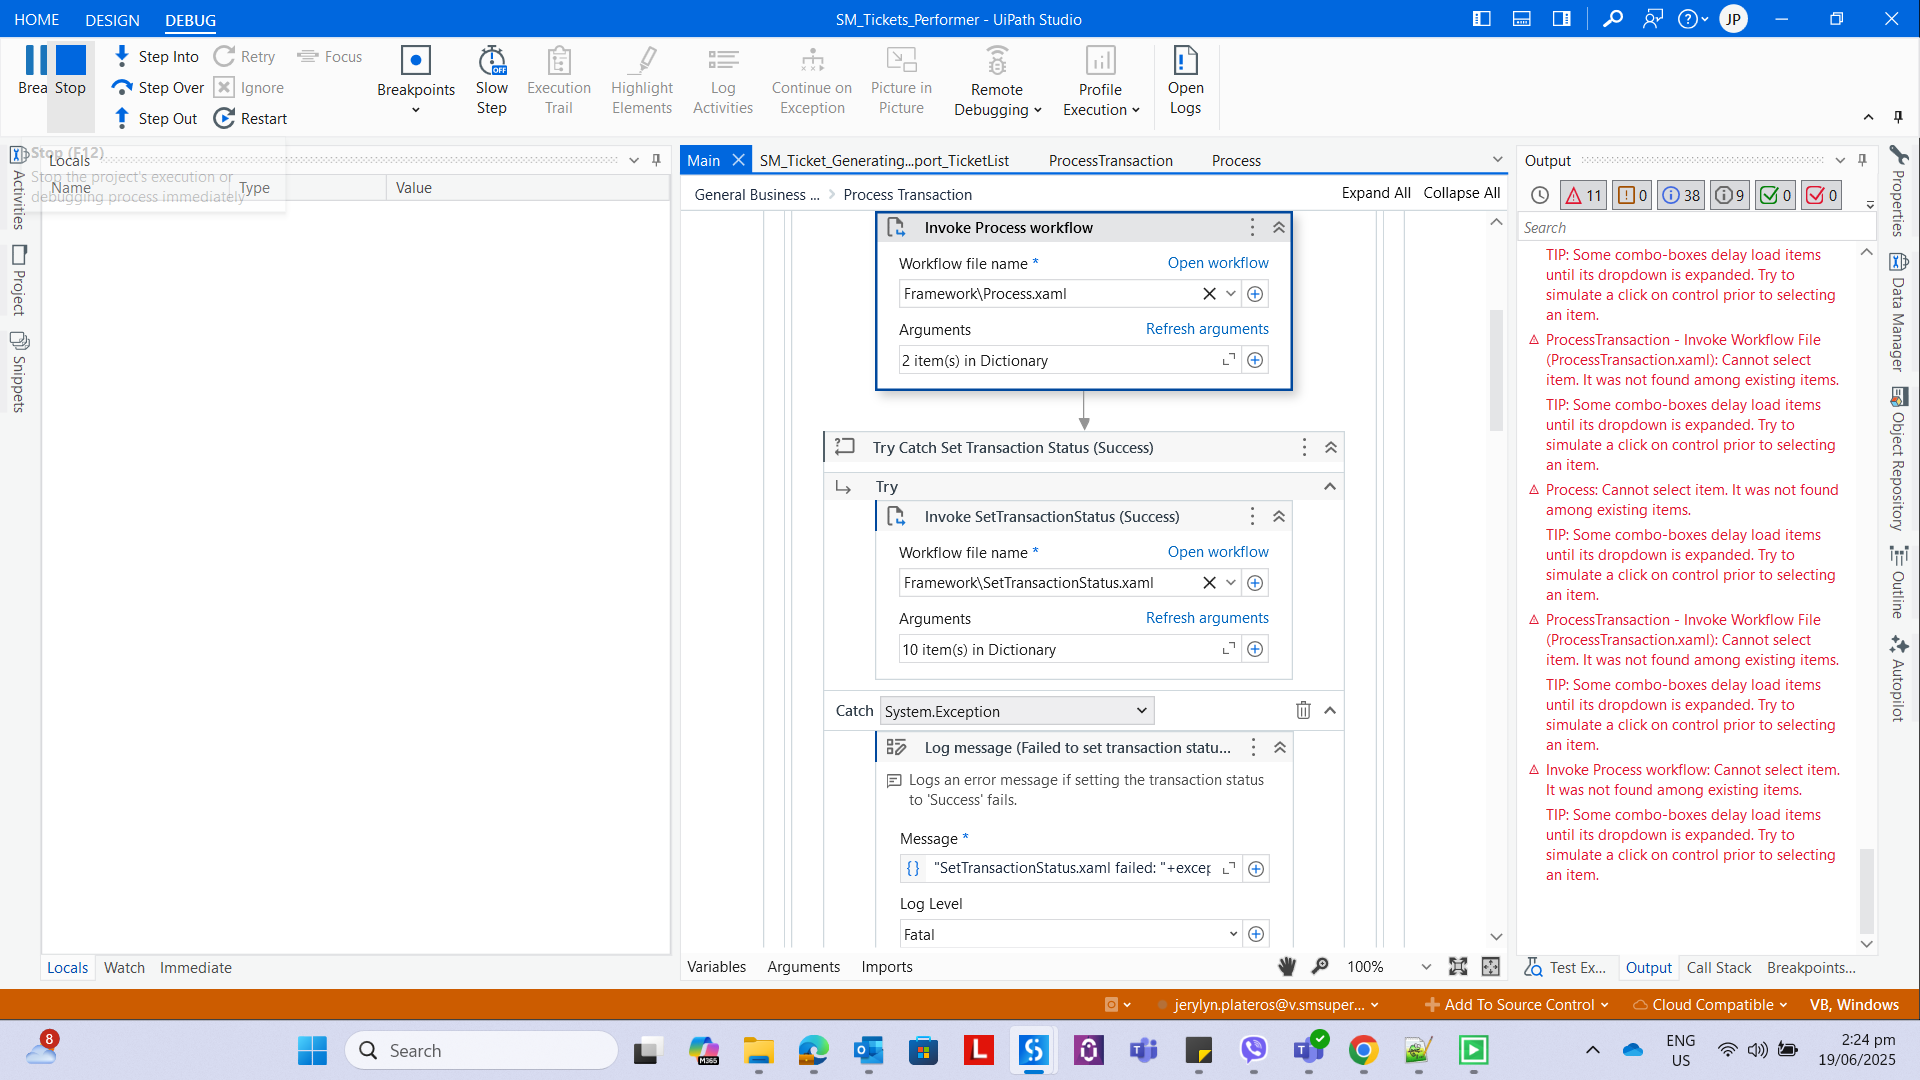 HOME
DESIGN
DEBUG
SM_Tickets_Performer - UiPath Studio
JP
Brea
Stop
Step Into
Step Over
Step Out
Retry
Ignore
Restart
Focus
Breakpoints
Slow
Step
OFF
Execution
Trail
Highlight
Elements
Log
Activities
Continue on
Exception
Picture in
Picture
Remote
Debugging
Profile
Execution
Open
Logs
Stop (F12)
Stop the project's execution or
debugging process immediately
Activities
Project
Snippets
Locals
Name
Type
Value
Locals
Watch
Immediate
Main
SM_Ticket_Generating...port_TicketList
ProcessTransaction
Process
General Business ...
Process Transaction
Expand All
Collapse All
Invoke Process workflow
Workflow file name *
Open workflow
Framework\Process.xaml
Arguments
Refresh arguments
2 item(s) in Dictionary
Try Catch Set Transaction Status (Success)
Try
Invoke SetTransactionStatus (Success)
Workflow file name *
Open workflow
Framework\SetTransactionStatus.xaml
Arguments
Refresh arguments
10 item(s) in Dictionary
Catch
System.Exception
Log message (Failed to set transaction statu...
Logs an error message if setting the transaction status
to 'Success' fails.
Message *
{} "SetTransactionStatus.xaml failed: "+excep
Log Level
Fatal
Variables
Arguments
Imports
100%
Output
11
0
38
9
0
0
Search
TIP: Some combo-boxes delay load items
until its dropdown is expanded. Try to
simulate a click on control prior to selecting
an item.
ProcessTransaction - Invoke Workflow File
(ProcessTransaction.xaml): Cannot select
item. It was not found among existing items.
TIP: Some combo-boxes delay load items
until its dropdown is expanded. Try to
simulate a click on control prior to selecting
an item.
Process: Cannot select item. It was not found
among existing items.
TIP: Some combo-boxes delay load items
until its dropdown is expanded. Try to
simulate a click on control prior to selecting
an item.
ProcessTransaction - Invoke Workflow File
(ProcessTransaction.xaml): Cannot select
item. It was not found among existing items.
TIP: Some combo-boxes delay load items
until its dropdown is expanded. Try to
simulate a click on control prior to selecting
an item.
Invoke Process workflow: Cannot select item.
It was not found among existing items.
TIP: Some combo-boxes delay load items
until its dropdown is expanded. Try to
simulate a click on control prior to selecting
an item.
Test Ex...
Output
Call Stack
Breakpoints...
Properties
Data Manager
Object Repository
Outline
Autopilot
jerylyn.plateros@v.smsuper...
Add To Source Control
Cloud Compatible
VB, Windows
8
Search
M365
L
ENG
US
2:24 pm
19/06/2025